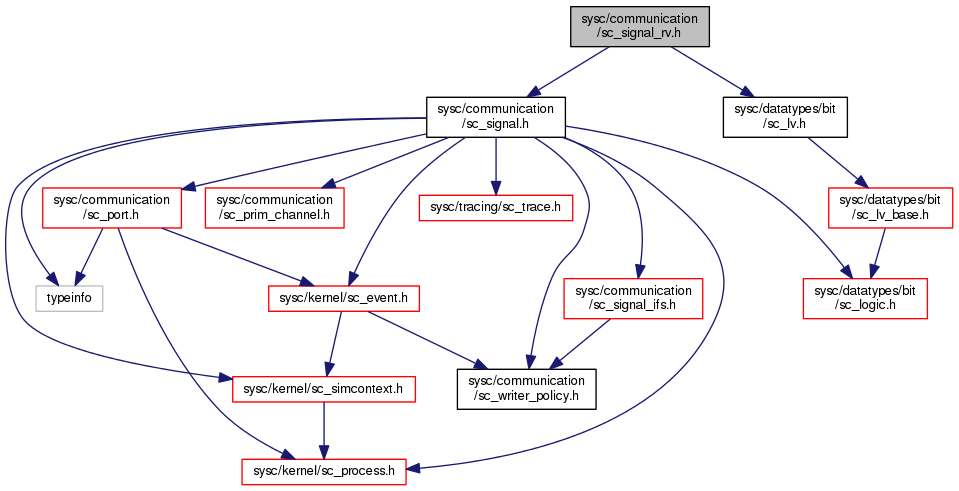 sysc/communication
/sc_signal_rv.h
sysc/communication
/sc_signal.h
sysc/datatypes/bit
/sc_lv.h
sysc/communication
/sc_port.h
sysc/communication
/sc_prim_channel.h
sysc/tracing/sc_trace.h
sysc/datatypes/bit
/sc_lv_base.h
typeinfo
sysc/kernel/sc_event.h
sysc/communication
/sc_signal_ifs.h
sysc/datatypes/bit
/sc_logic.h
sysc/kernel/sc_simcontext.h
sysc/communication
/sc_writer_policy.h
sysc/kernel/sc_process.h